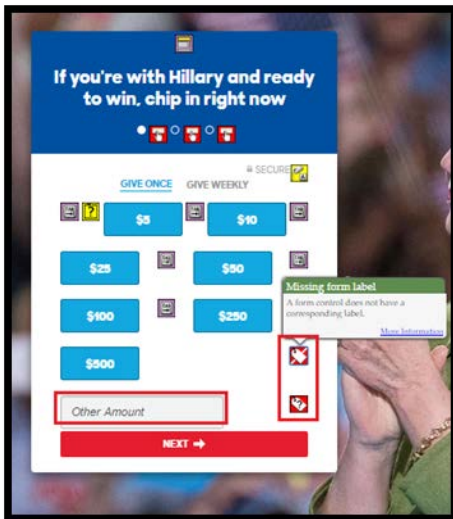 If you're with Hillary and ready
to win, chip in right now
SECURE
GIVE ONCE GIVE WEEKLY
?
$5 $10
$25 $50
Missing form label
A form control does not have a
corresponding label.
More Information
$100 $250
$500
Other Amount
NEXT →